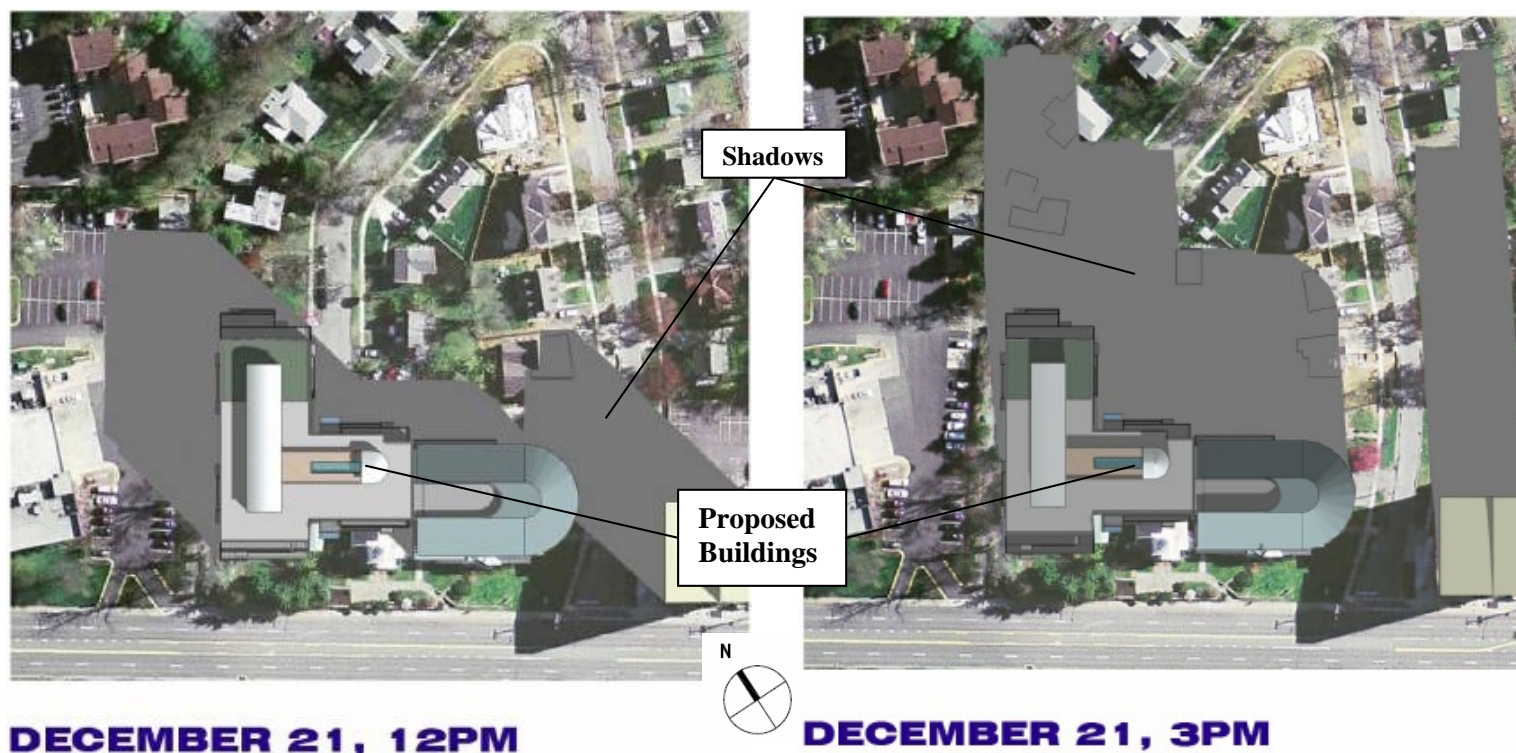 Shadows
Proposed
Buildings
N
DECEMBER 21, 12PM
DECEMBER 21, 3PM